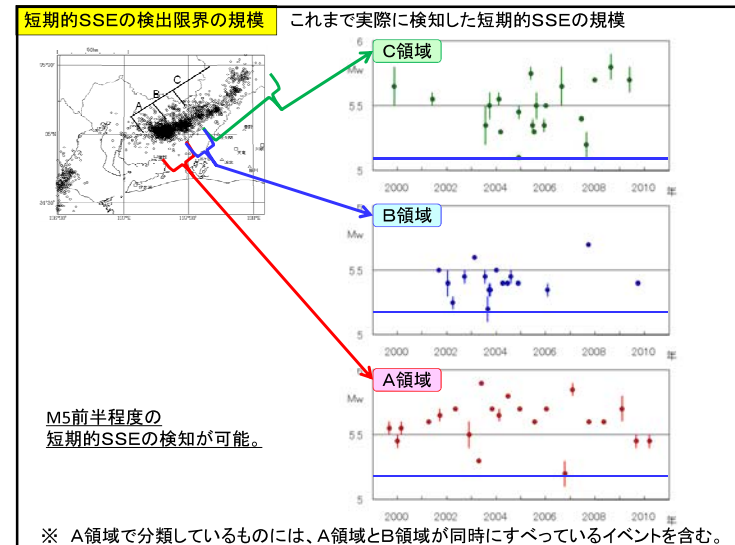 短期的SSEの検出限界の規模　これまで実際に検知した短期的SSEの規模
C領域
6
Mw
5.5
5
2000 2002 2004 2006 2008 2010 年
A
B
C
B領域
Mw
5.5
5
2000 2002 2004 2006 2008 2010 年
A領域
Mw
5.5
5
2000 2002 2004 2006 2008 2010 年
M5前半程度の
短期的SSEの検知が可能。
※　A領域で分類しているものには、A領域とB領域が同時にすべっているイベントを含む。